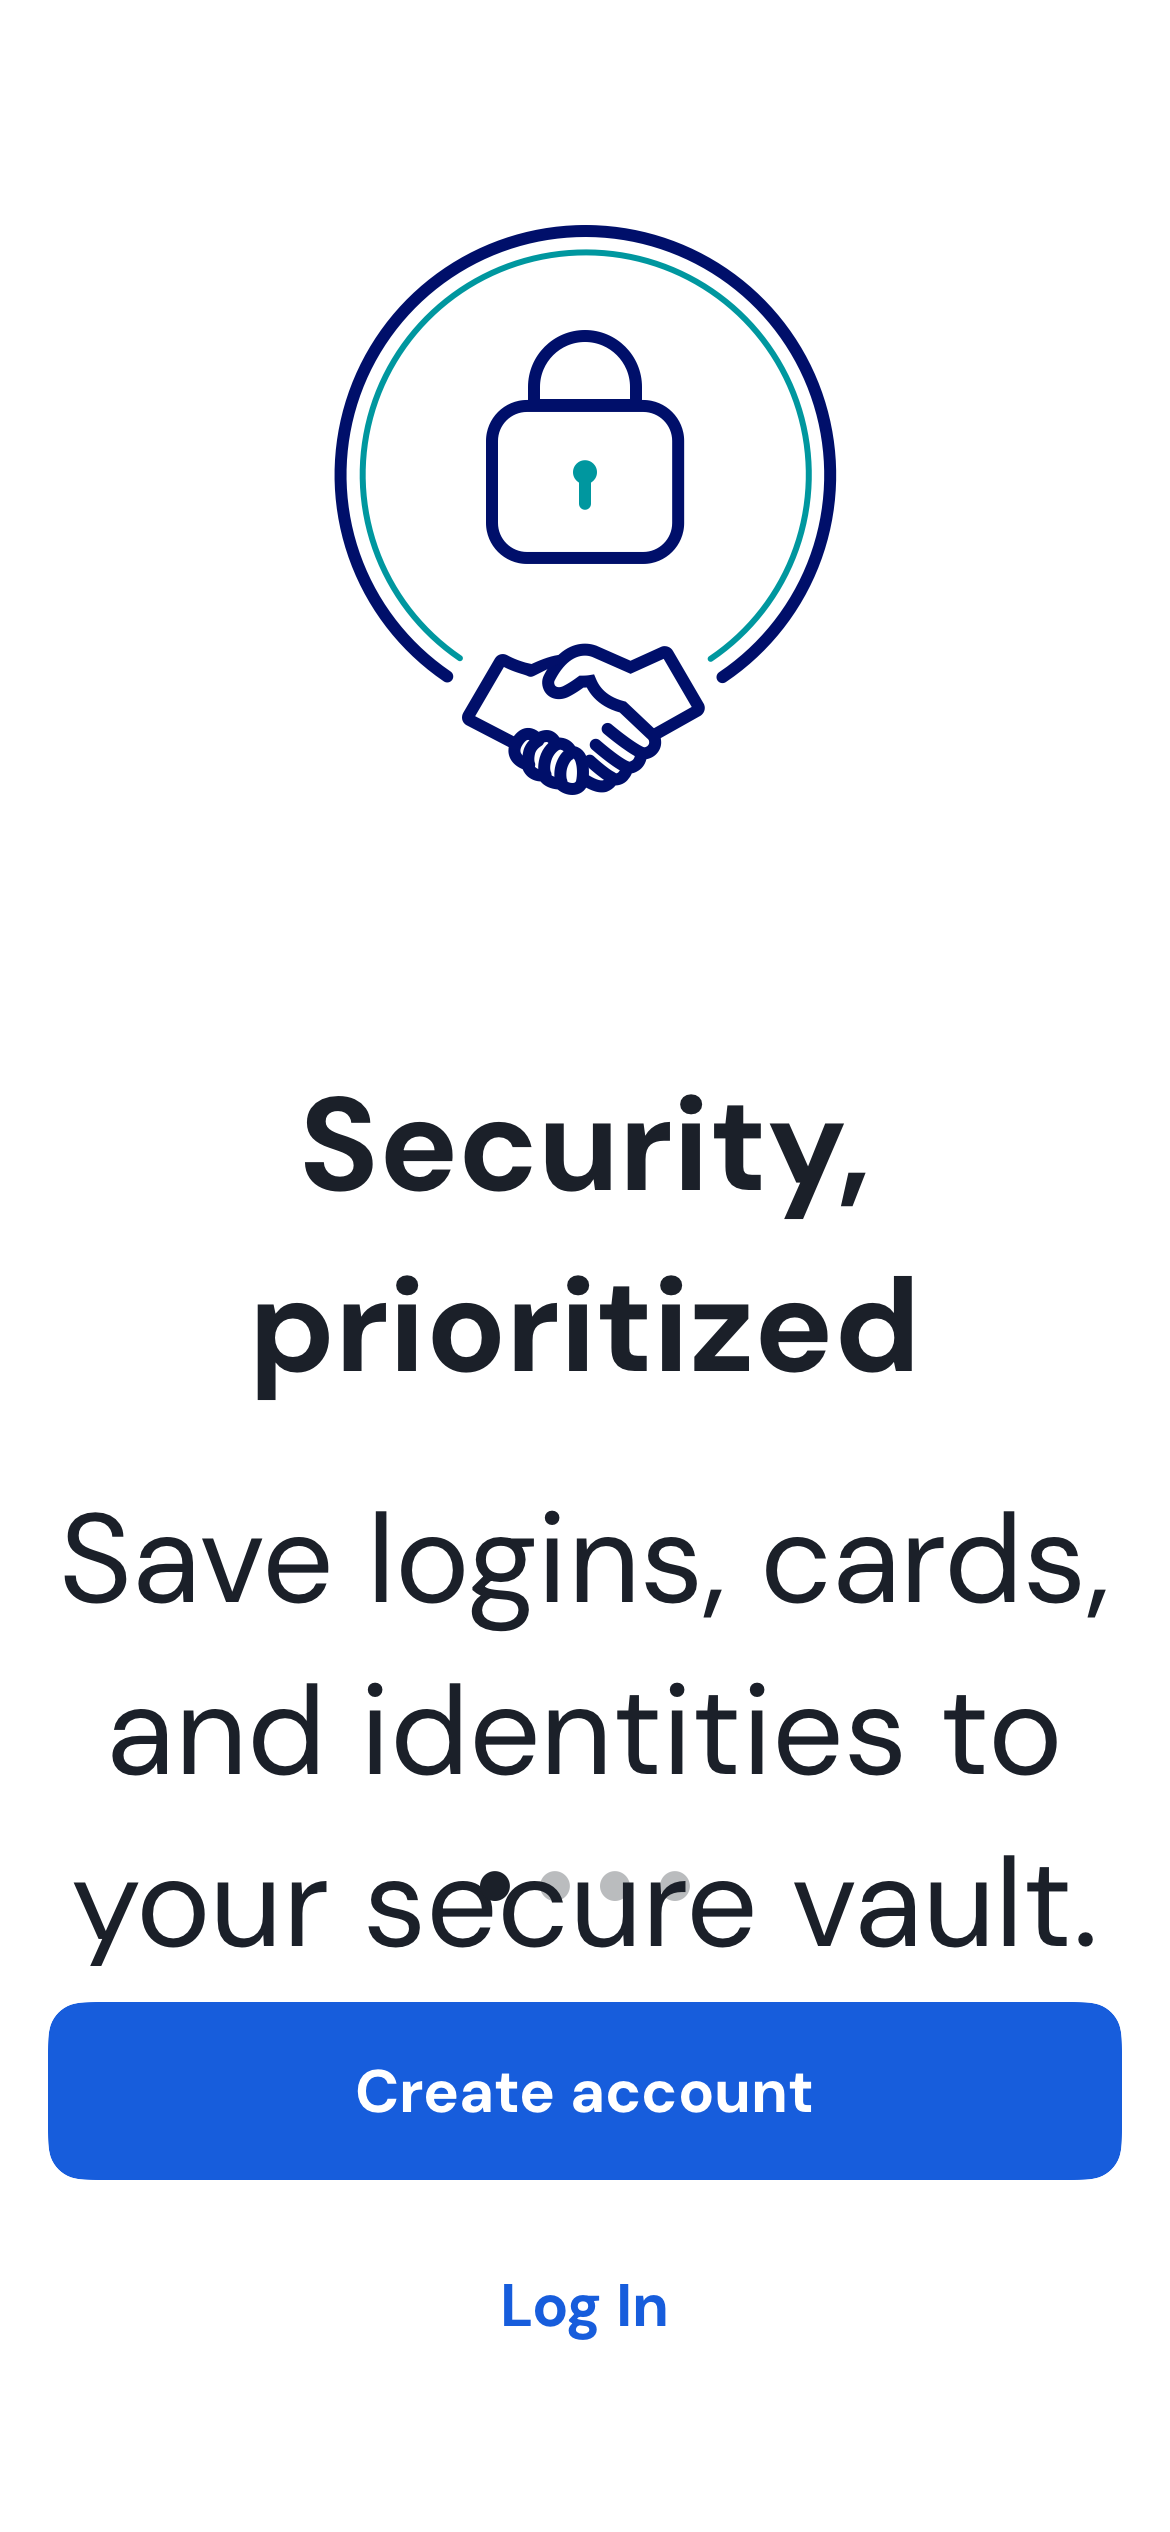 Security,
prioritized
Save logins, cards,
and identities to
your secure vault.
Create account
Log In